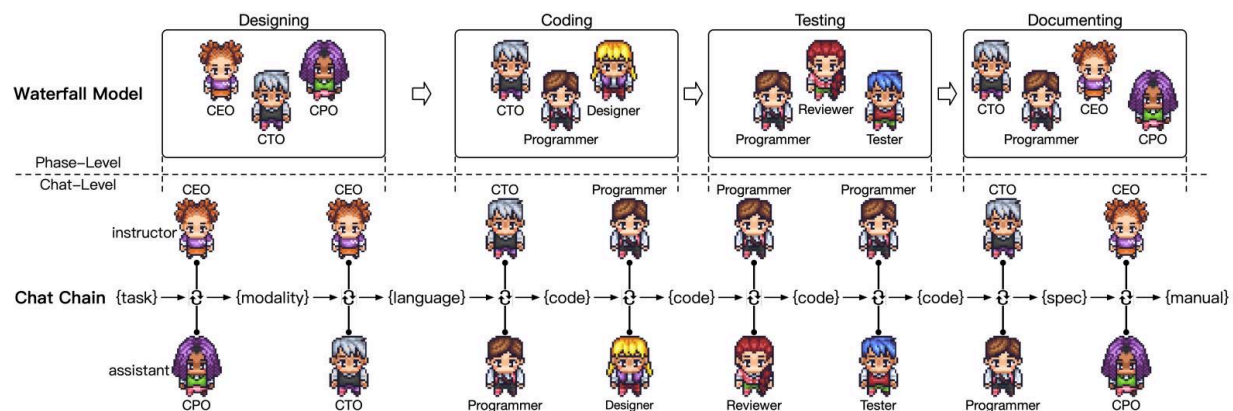 Designing Coding Testing Documenting
Waterfall Model
CEO CPO CTO
CTO Designer Programmer
Programmer Reviewer Tester
CTO CEO Programmer CPO
Phase-Level
Chat-Level
CEO CEO CTO Programmer Programmer Programmer CTO CEO
instructor
Chat Chain {task} {modality} {language} {code} {code} {code} {code} {spec} {manual}
assistant
CPO CTO Programmer Designer Reviewer Tester Programmer CPO